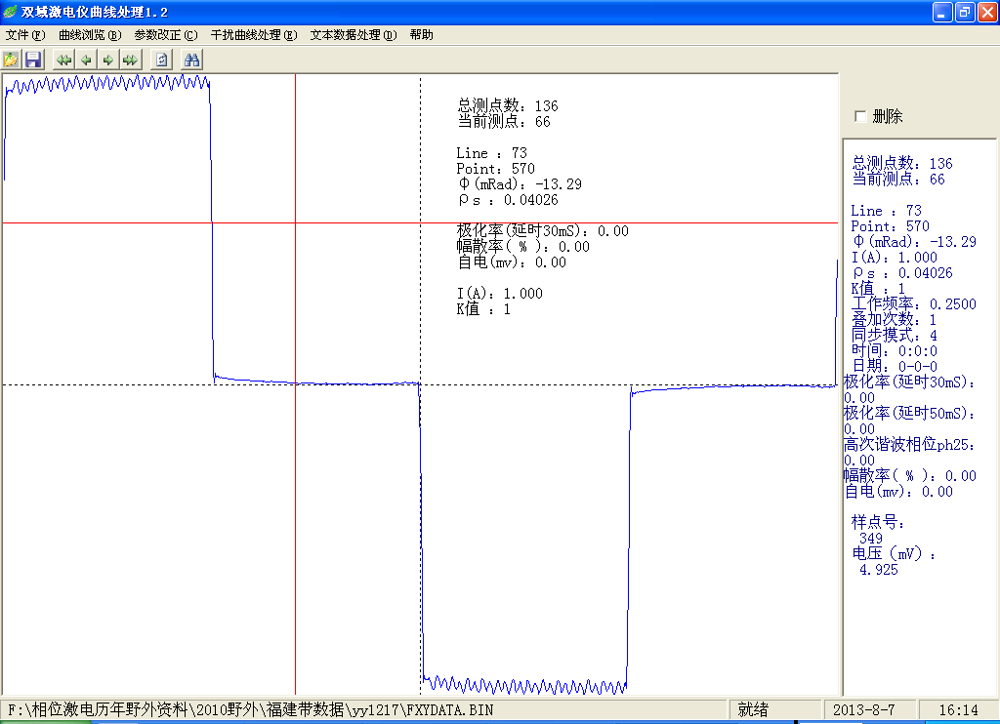 双域激电仪曲线处理1.2
文件(F) 曲线浏览(B) 参数改正(C) 干扰曲线处理(E) 文本数据处理(D) 帮助
总测点数: 136
当前测点: 66
Line : 73
Point: 570
Φ(mRad): -13.29
ρs : 0.04026
极化率(延时30mS): 0.00
幅散率( % ): 0.00
自电(mv): 0.00
I(A): 1.000
K值 : 1
删除
总测点数: 136
当前测点: 66
Line : 73
Point: 570
Φ(mRad): -13.29
I(A): 1.000
ρs : 0.04026
K值 : 1
工作频率: 0.2500
叠加次数: 1
同步摸式: 4
时间: 0:0:0
日期: 0-0-0
极化率(延时30mS):
0.00
极化率(延时50mS):
0.00
高次谐波相位ph25:
0.00
幅散率( % ): 0.00
自电(mv): 0.00
样点号:
349
电压 (mV) :
4.925
F:\相位激电历年野外资料\2010野外\福建带数据\yy1217\FXYDATA.BIN 就绪 2013-8-7 16:14